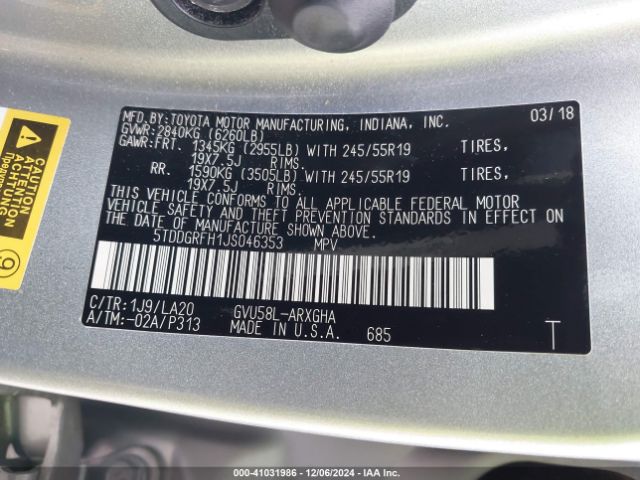 MFD.BY:TOYOTA MOTOR MANUFACTURING, INDIANA, INC. 03/18
GVWR:2840KG (6260LB)
GAWR:FRT. 1345KG (2955LB) WITH 245/55R19 TIRES,
19X7.5J RIMS.
RR. 1590KG (3505LB) WITH 245/55R19 TIRES,
19X7.5J RIMS.
THIS VEHICLE CONFORMS TO ALL APPLICABLE FEDERAL MOTOR
VEHICLE SAFETY AND THEFT PREVENTION STANDARDS IN EFFECT ON
THE DATE OF MANUFACTURE SHOWN ABOVE.
5TDDGRFH1JS046353 MPV
C/TR:1J9/LA20 GVU58L-ARXGHA
A/TM:-02A/P313 MADE IN U.S.A. 685 T
CAUTION
ATTENTION
ACHTUNG
9
000-41031986 - 12/06/2024 - IAA Corp.